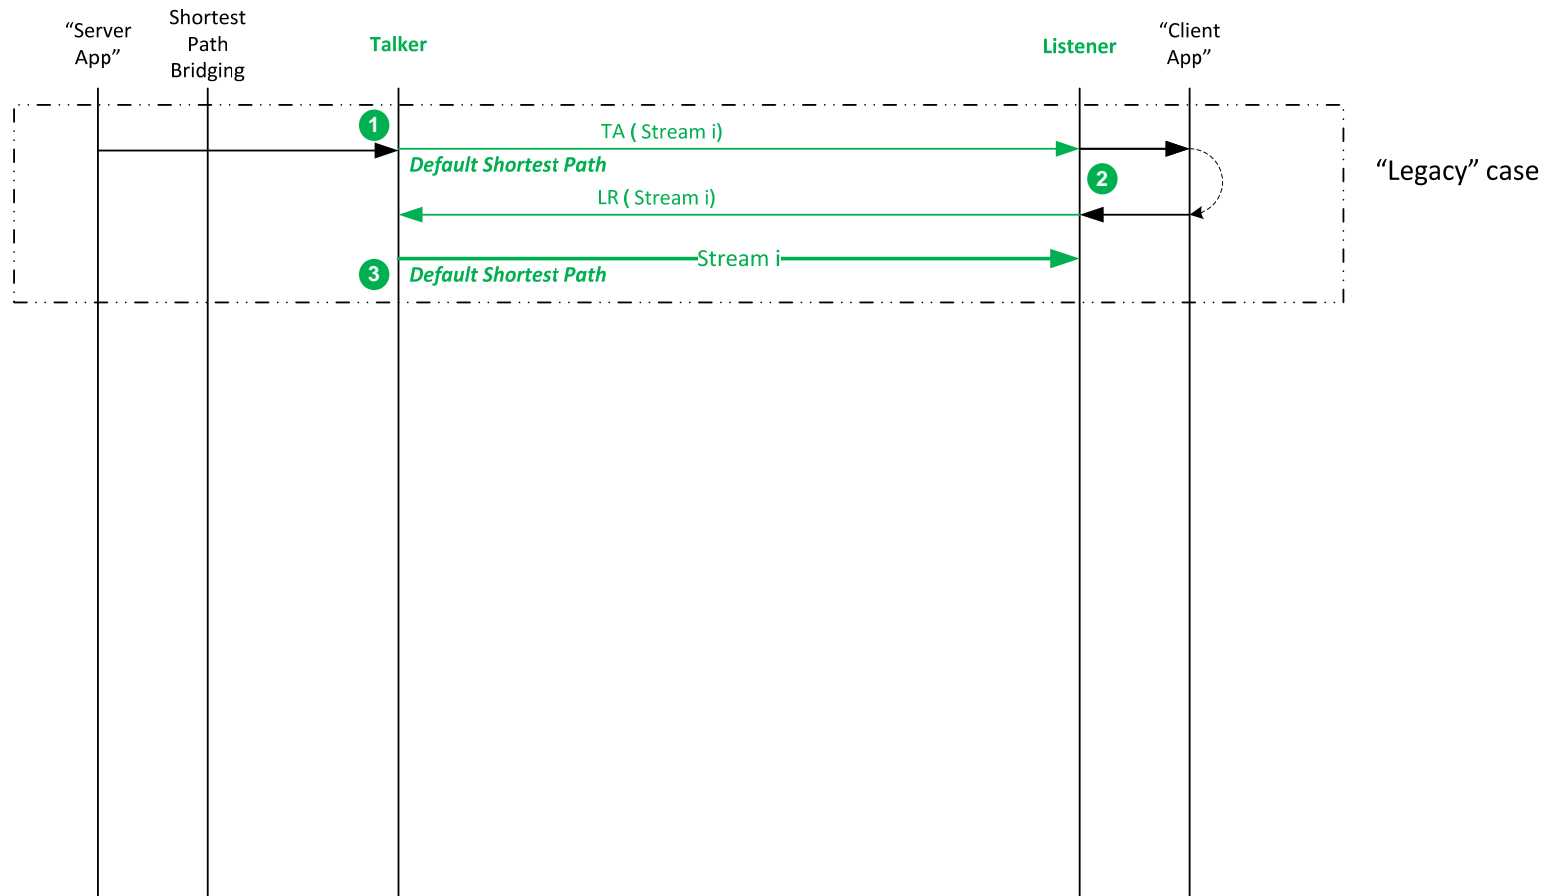 “Server
App”
Shortest
Path
Bridging
Talker
Listener
“Client
App”
1
TA ( Stream i)
Default Shortest Path
2
LR ( Stream i)
Stream i
3
Default Shortest Path
“Legacy” case